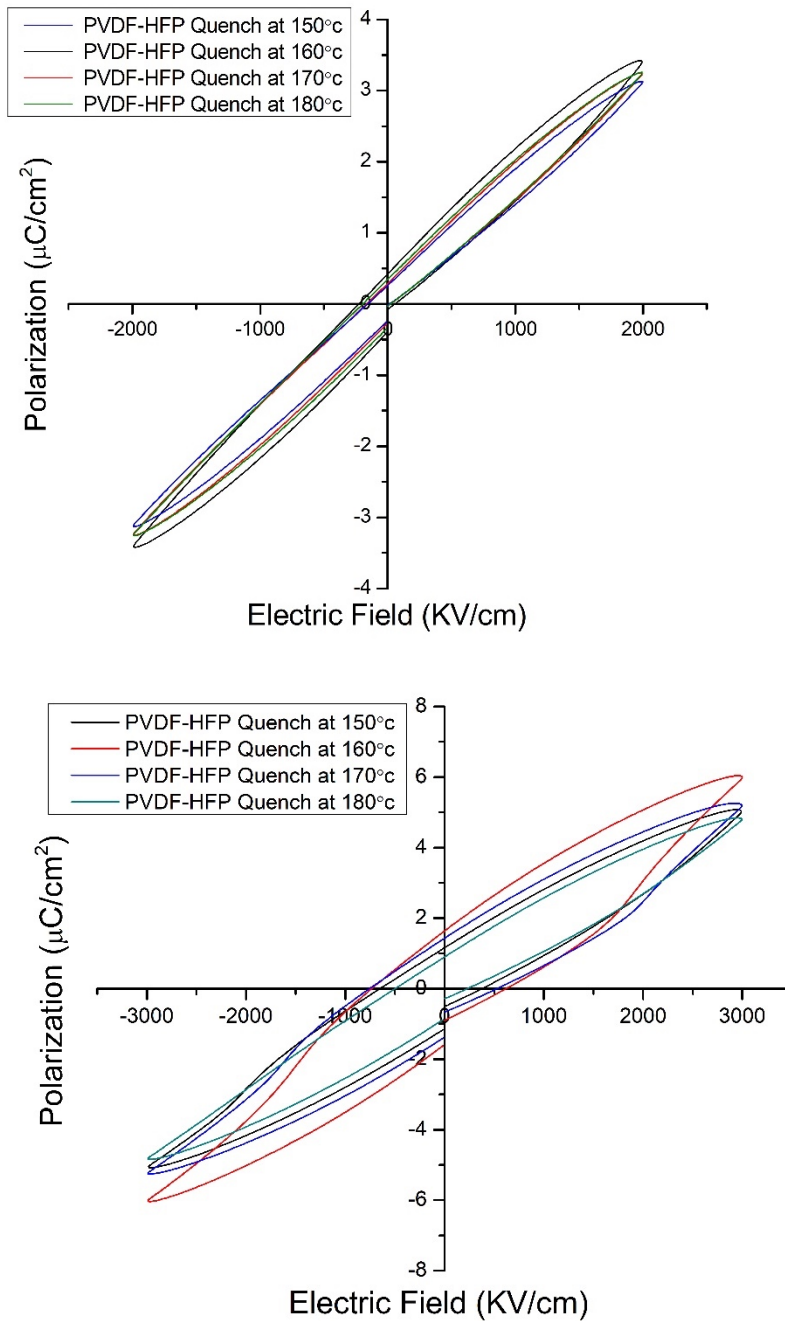 PVDF-HFP Quench at 150°c
PVDF-HFP Quench at 160°c
PVDF-HFP Quench at 170°c
PVDF-HFP Quench at 180°c
4
3
2
1
0
-2000 -1000 0 1000 2000
-1
-2
-3
-4
Polarization (μC/cm²)
Electric Field (KV/cm)
PVDF-HFP Quench at 150°c
PVDF-HFP Quench at 160°c
PVDF-HFP Quench at 170°c
PVDF-HFP Quench at 180°c
8
6
4
2
0
-3000 -2000 -1000 0 1000 2000 3000
-2
-4
-6
-8
Polarization (μC/cm²)
Electric Field (KV/cm)